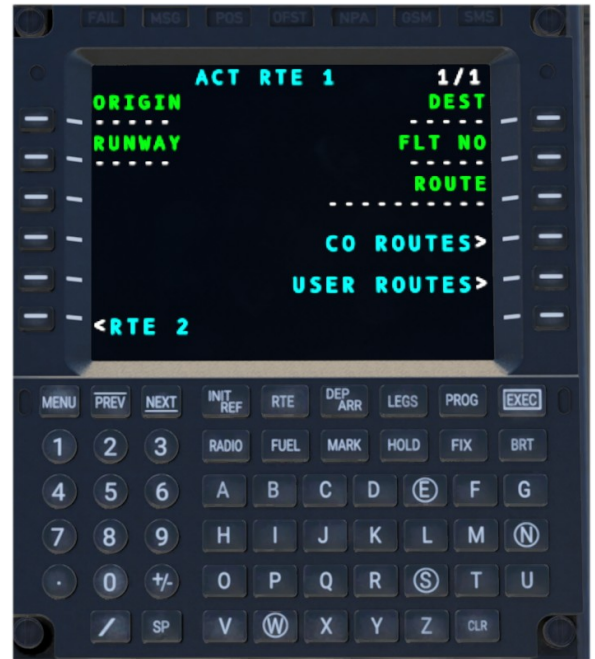 FAIL MSG POS OFST NPA GSM SMS
ACT RTE 1 1/1
ORIGIN DEST
----- -----
RUNWAY FLT NO
----- -----
ROUTE
----------
CO ROUTES>
USER ROUTES>
<RTE 2
MENU PREV NEXT INIT REF RTE DEP ARR LEGS PROG EXEC
1 2 3 RADIO FUEL MARK HOLD FIX BRT
4 5 6 A B C D E F G
7 8 9 H I J K L M N
. 0 +/- O P Q R S T U
/ SP V W X Y Z CLR